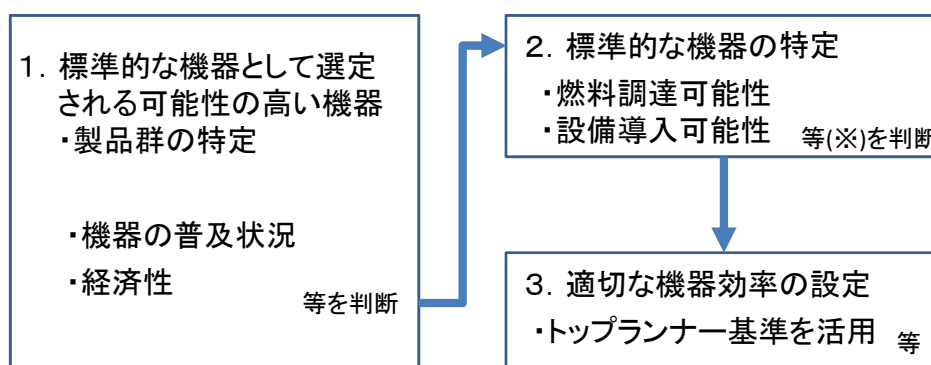 1．標準的な機器として選定
される可能性の高い機器
・製品群の特定
・機器の普及状況
・経済性
等を判断
2．標準的な機器の特定
・燃料調達可能性
・設備導入可能性 等(※)を判断
3．適切な機器効率の設定
・トップランナー基準を活用 等